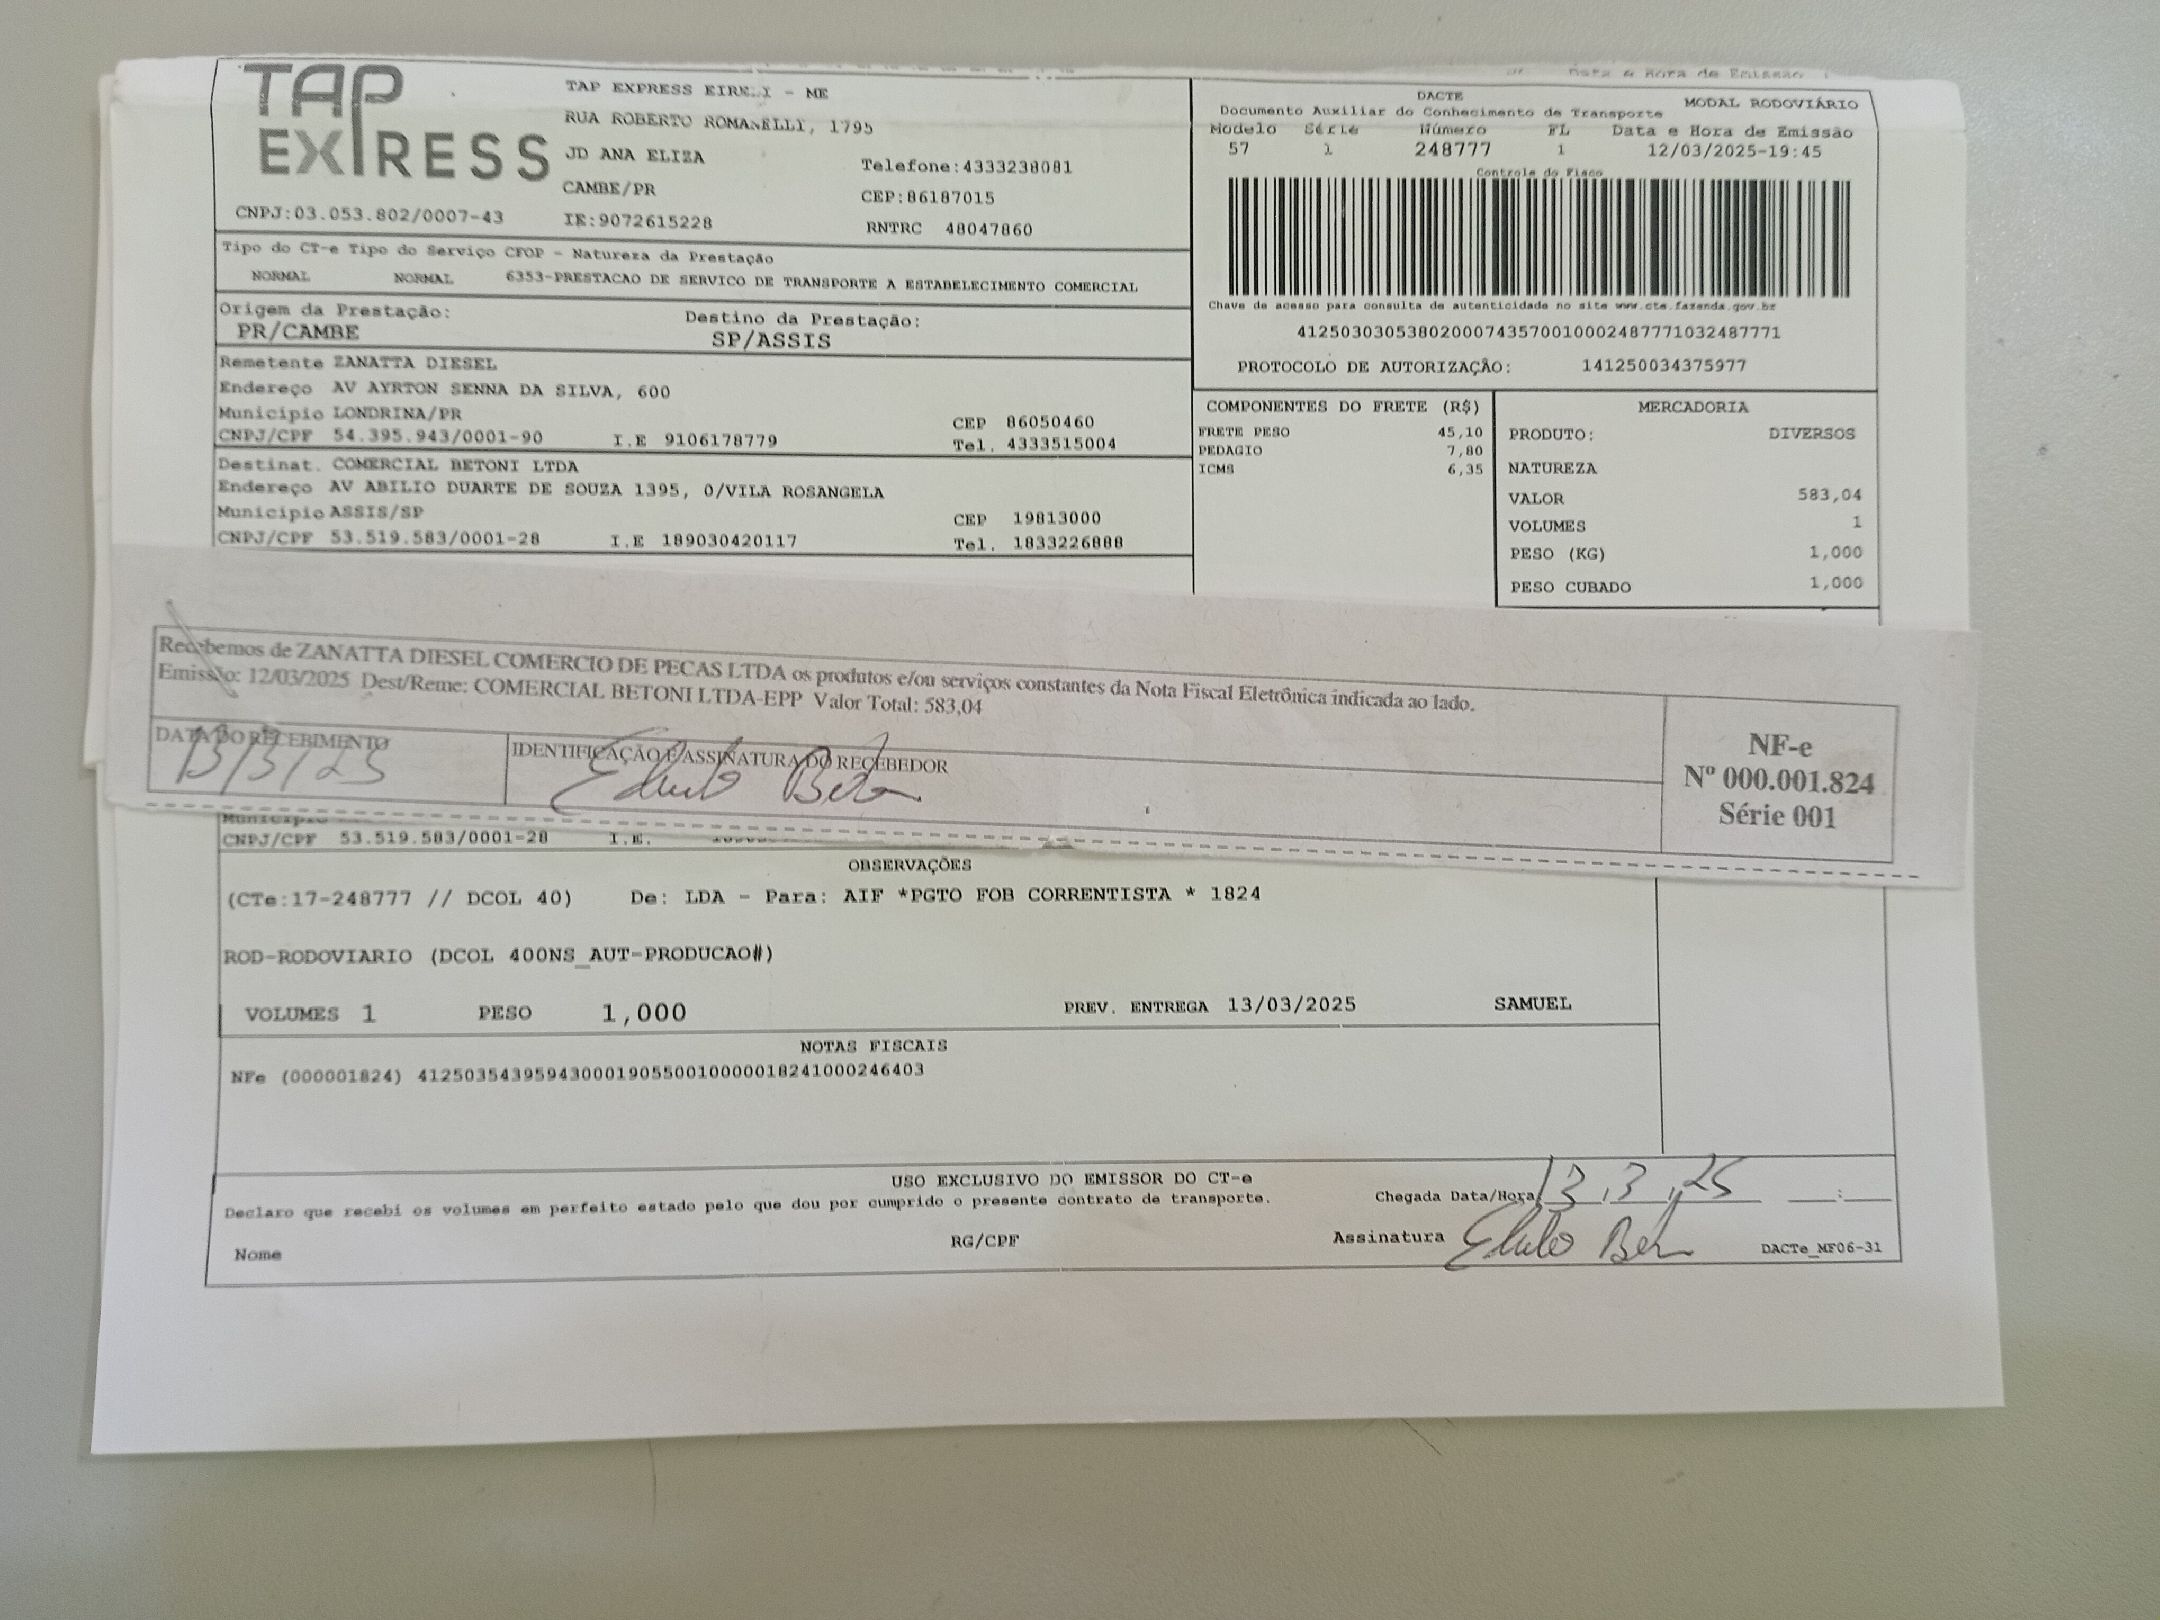 Data e Hora de Emissão
TAP EXPRESS
TAP EXPRESS EIRELI - ME
RUA ROBERTO ROMANELLI, 1795
JD ANA ELIZA
Telefone:4333238081
CAMBE/PR
CEP:86187015
CNPJ:03.053.802/0007-43
IE:9072615228
RNTRC 48047860
DACTE
MODAL RODOVIÁRIO
Documento Auxiliar do Conhecimento de Transporte
Modelo Série Número FL Data e Hora de Emissão
57 1 248777 1 12/03/2025-19:45
Controle do Fisco
Chave de acesso para consulta de autenticidade no site www.cte.fazenda.gov.br
41250303053802000743570010002487771032487771
PROTOCOLO DE AUTORIZAÇÃO: 141250034375977
Tipo do CT-e Tipo do Serviço CFOP - Natureza da Prestação
NORMAL NORMAL 6353-PRESTACAO DE SERVICO DE TRANSPORTE A ESTABELECIMENTO COMERCIAL
Origem da Prestação: Destino da Prestação:
PR/CAMBE SP/ASSIS
Remetente ZANATTA DIESEL
Endereço AV AYRTON SENNA DA SILVA, 600
Municipio LONDRINA/PR CEP 86050460
CNPJ/CPF 54.395.943/0001-90 I.E 9106178779 Tel. 4333515004
Destinat. COMERCIAL BETONI LTDA
Endereço AV ABILIO DUARTE DE SOUZA 1395, 0/VILA ROSANGELA
Municipio ASSIS/SP CEP 19813000
CNPJ/CPF 53.519.583/0001-28 I.E 189030420117 Tel. 1833226888
COMPONENTES DO FRETE (R$)
FRETE PESO 45,10
PEDAGIO 7,80
ICMS 6,35
MERCADORIA
PRODUTO: DIVERSOS
NATUREZA
VALOR 583,04
VOLUMES 1
PESO (KG) 1,000
PESO CUBADO 1,000
Recebemos de ZANATTA DIESEL COMERCIO DE PECAS LTDA os produtos e/ou serviços constantes da Nota Fiscal Eletrônica indicada ao lado.
Emissão: 12/03/2025 Dest/Reme: COMERCIAL BETONI LTDA-EPP Valor Total: 583,04
DATA DO RECEBIMENTO
13/3/25
IDENTIFICAÇÃO E ASSINATURA DO RECEBEDOR
NF-e
Nº 000.001.824
Série 001
Municipio
CNPJ/CPF 53.519.583/0001-28 I.E.
OBSERVAÇÕES
(CTe:17-248777 // DCOL 40) De: LDA - Para: AIF *PGTO FOB CORRENTISTA * 1824
ROD-RODOVIARIO (DCOL 400NS_AUT-PRODUCAO#)
VOLUMES 1 PESO 1,000 PREV. ENTREGA 13/03/2025 SAMUEL
NOTAS FISCAIS
NFe (000001824) 41250354395943000190550010000018241000246403
USO EXCLUSIVO DO EMISSOR DO CT-e
Declaro que recebi os volumes em perfeito estado pelo que dou por cumprido o presente contrato de transporte.
Chegada Data/Hora 13,3,25 :
Nome RG/CPF Assinatura DACTe_MF06-31